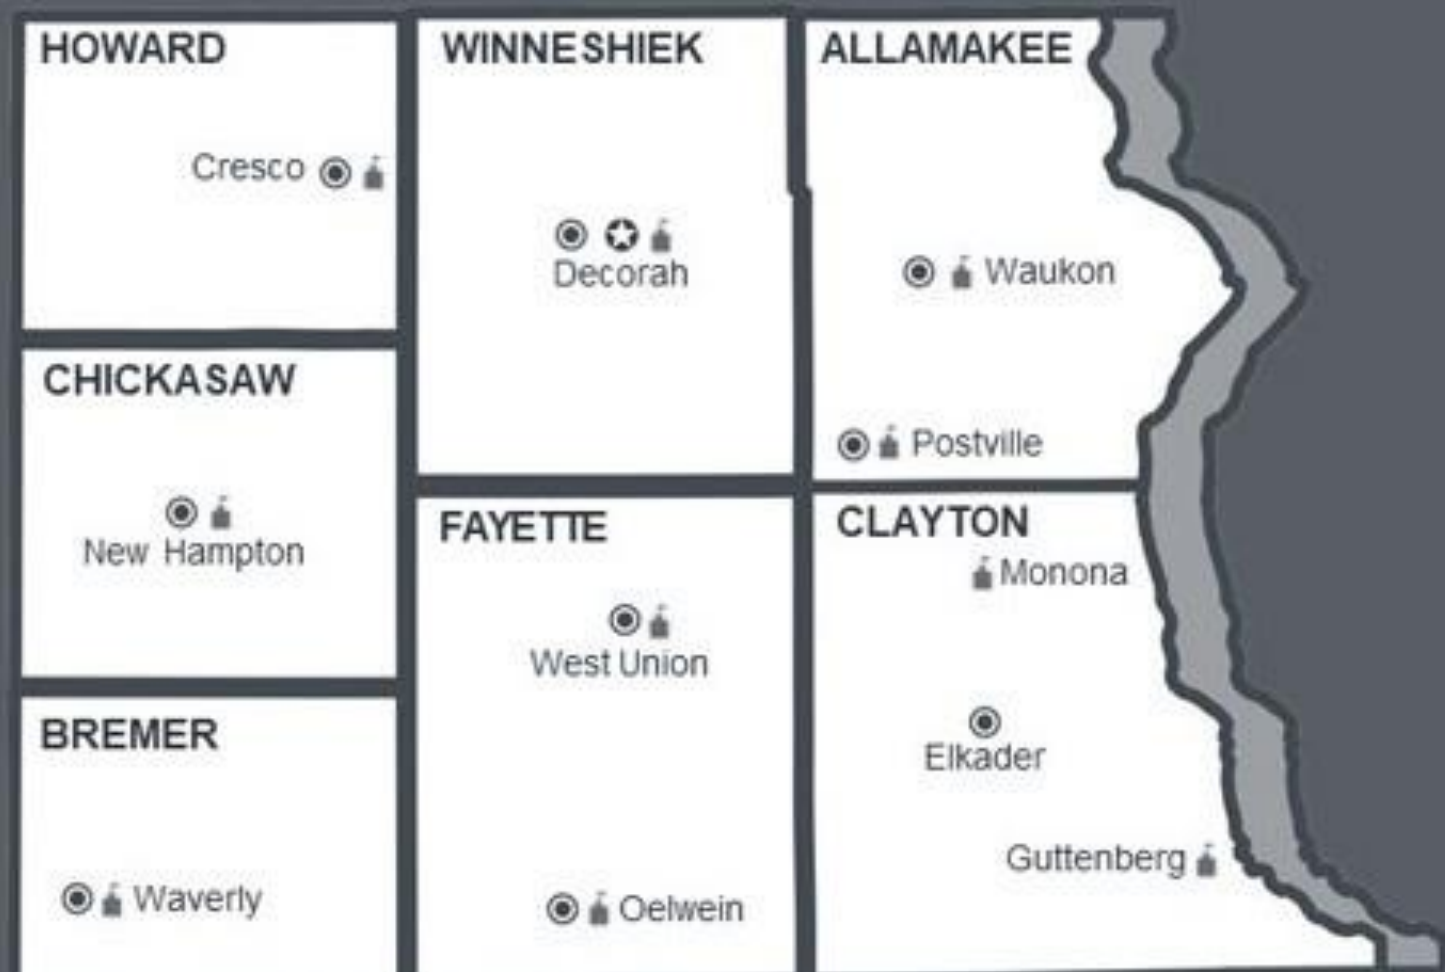 HOWARD
Cresco
WINNESHIEK
Decorah
ALLAMAKEE
Waukon
Postville
CHICKASAW
New Hampton
FAYETTE
West Union
Oelwein
CLAYTON
Monona
Elkader
Guttenberg
BREMER
Waverly